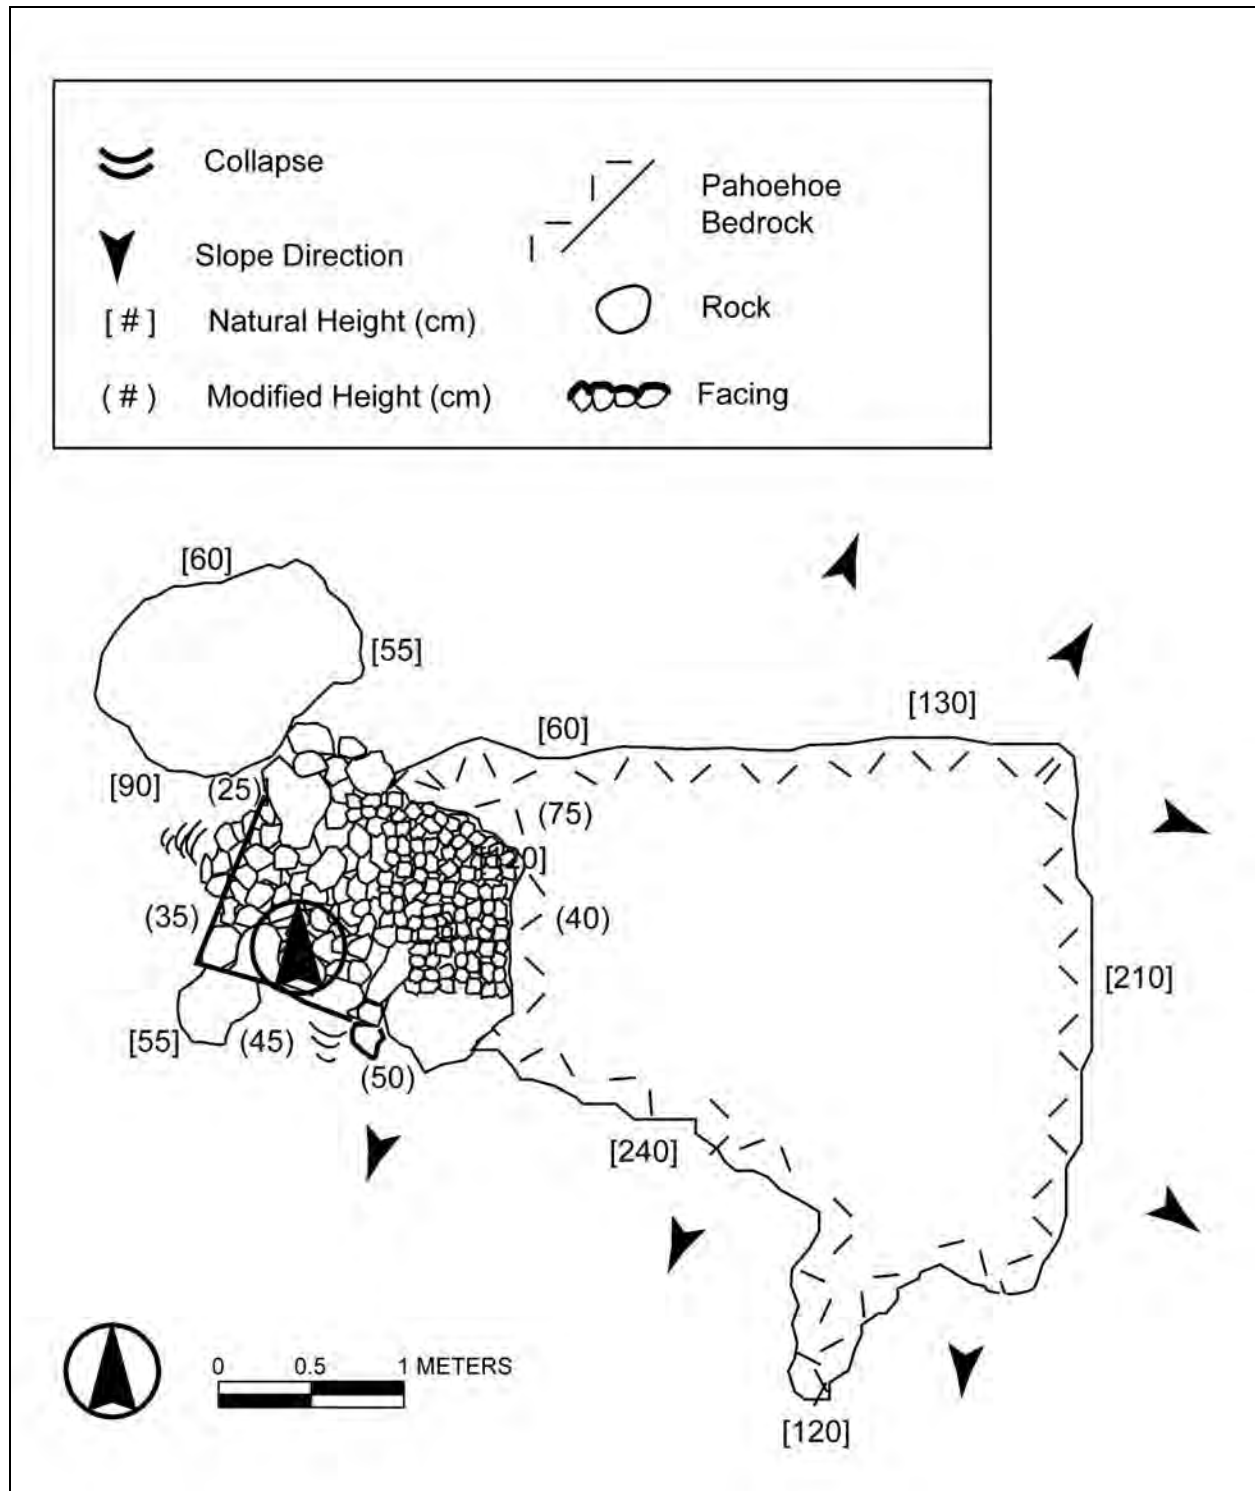 Collapse
Slope Direction
[#] Natural Height (cm)
(#) Modified Height (cm)
Pahoehoe
Bedrock
Rock
Facing
[60]
[55]
[130]
[60]
[90]
(25)
(75)
(35)
(40)
[210]
[55]
(45)
(50)
[240]
0 0.5 1 METERS
[120]